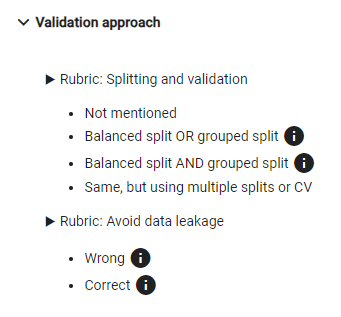 Validation approach
Rubric: Splitting and validation
Not mentioned
Balanced split OR grouped split
Balanced split AND grouped split
Same, but using multiple splits or CV
Rubric: Avoid data leakage
Wrong
Correct